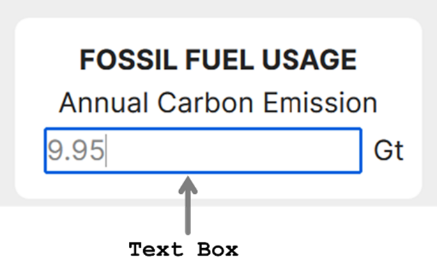 FOSSIL FUEL USAGE
Annual Carbon Emission
9.95 Gt
Text Box